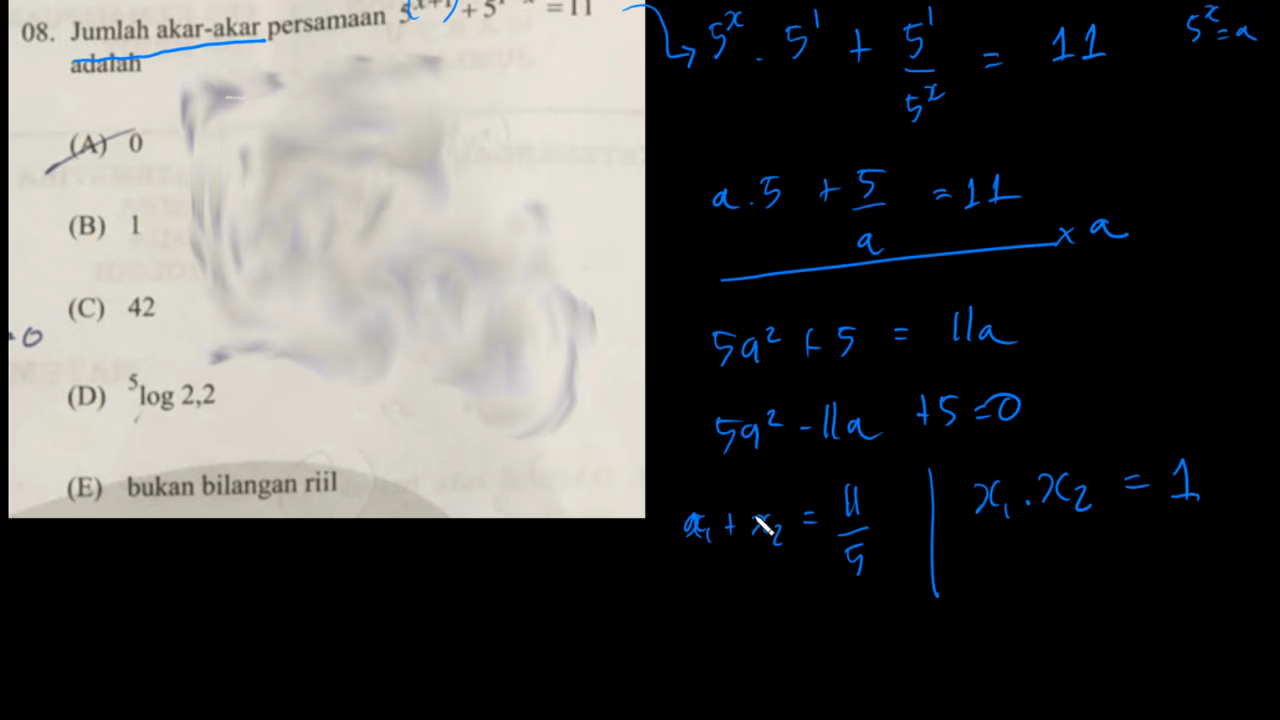 08. Jumlah akar-akar persamaan 5^(x+1) + 5 = 11
adalah
(A) 0
(B) 1
(C) 42
(D) ⁵log 2,2
(E) bukan bilangan riil
0
5^x . 5^1 + 5^1/5^x = 11
5^x = a
a.5 + 5/a = 11
x a
5a² + 5 = 11a
5a² - 11a + 5 = 0
x₁ + x₂ = 11/5
x₁ . x₂ = 1